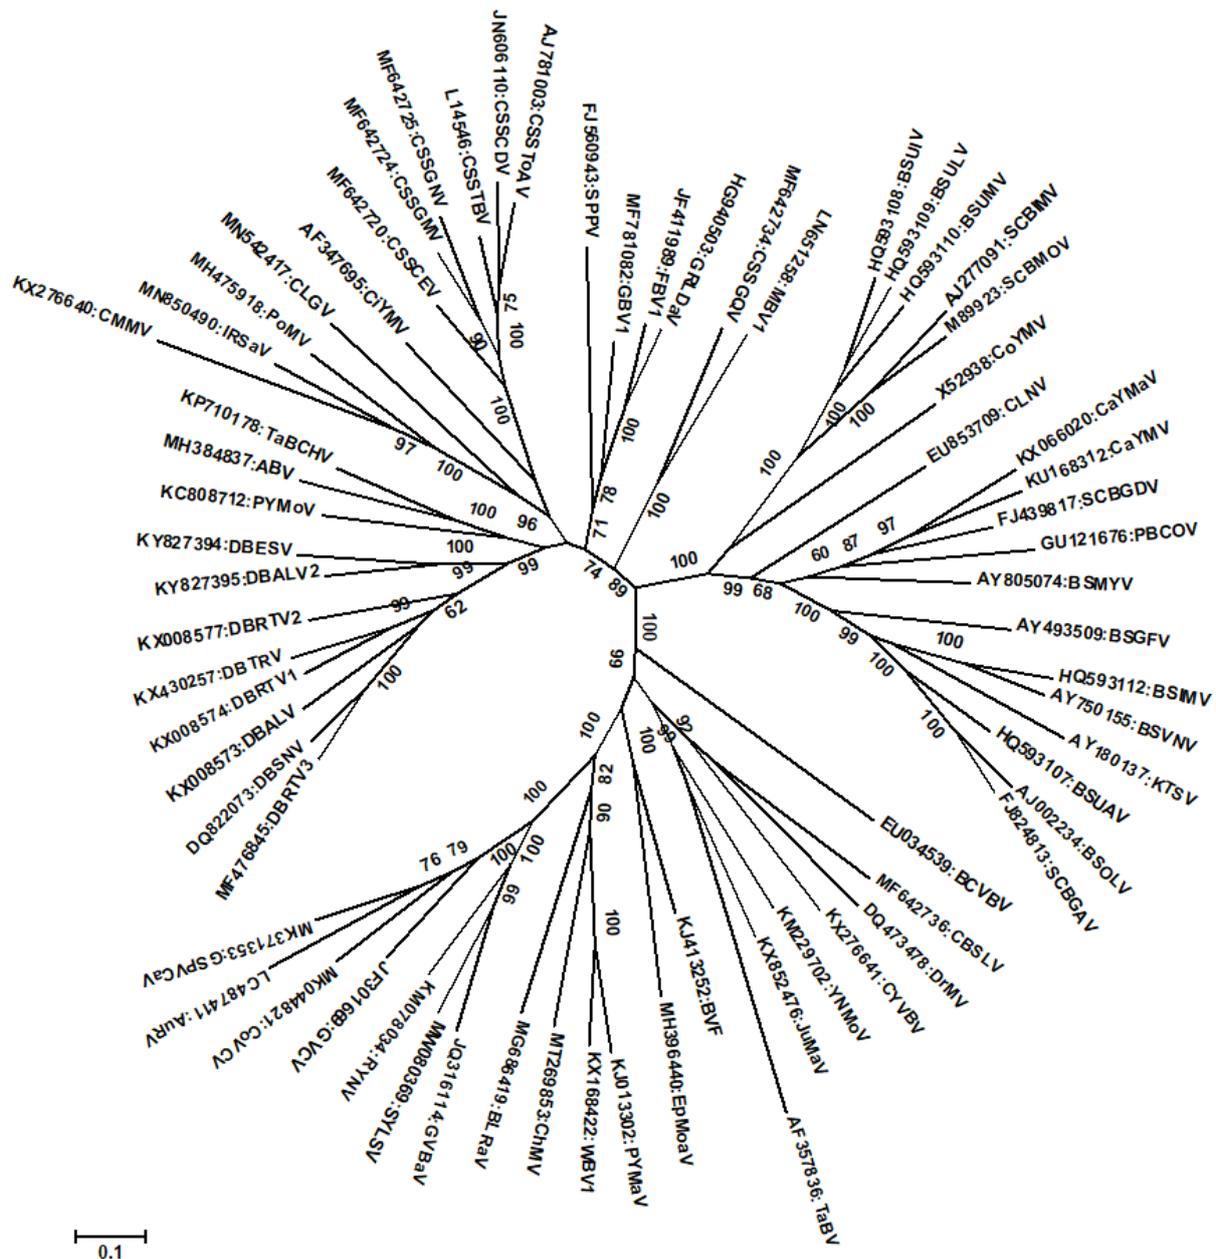 JN606110:CSSCDV
AJ781003:CSSToAV
MF642725:CSSGNV
L14546:CSSTBV
MF642724:CSSGMV
FJ560943:SPPV
MF642720:CSSCEV
MF781082:GBV1
JF411989:FBV1
HG940503:GRLDaV
MF642734:CSSGQV
LN651258:MBV1
HQ593108:BSUIV
HQ593109:BSULV
HQ593110:BSUMV
AJ277091:SCBIMV
M89923:ScBMOV
X52938:CoYMV
EU853709:CLNV
KX066020:CaYMaV
KU168312:CaYMV
FJ439817:SCBGDV
GU121676:PBCOV
AY805074:BSMYV
AY493509:BSGFV
HQ593112:BSIMV
AY750155:BSVNV
AY180137:KTSV
HQ593107:BSUAV
AJ002234:BSOLV
FJ824813:SCBGAV
EU034539:BCVBV
MF642736:CBSLV
DQ473478:DrMV
KX276641:CYVBV
KM229702:YNMoV
KX852476:JuMaV
AF357836:TaBV
KJ413252:BVF
MH396440:EpMoaV
KJ013302:PYMaV
KX168422:WBV1
MT269853:ChMV
MG686419:BLRaV
JQ316114:GVBaV
MN080369:SYLSV
KM078034:RYNV
MK044821:CoVCV
LC487411:AuRV
MK371353:GSPVCaV
MF476845:DBRTV3
DQ822073:DBSNV
KX008573:DBALV
KX008574:DBRTV1
KX430257:DBTRV
KX008577:DBRTV2
KY827395:DBALV2
KY827394:DBESV
KC808712:PYMoV
MH384837:ABV
KP710178:TaBCHV
KX276640:CMMV
MN850490:IRSaV
MH475918:PoMV
MN542417:CLGV
AF347695:CiYMV
75
100
90
100
97
100
96
100
100
99
99
99
62
100
71
78
100
100
74
89
100
100
100
100
99
68
60
87
97
100
99
100
100
100
100
66
92
99
100
100
82
90
100
100
100
100
99
79
76
0.1